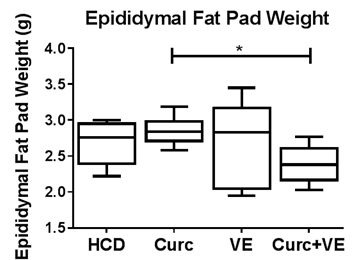 Epididymal Fat Pad Weight
Epididymal Fat Pad Weight (g)
4.0
*
3.5
3.0
2.5
2.0
1.5
HCD Curc VE Curc+VE